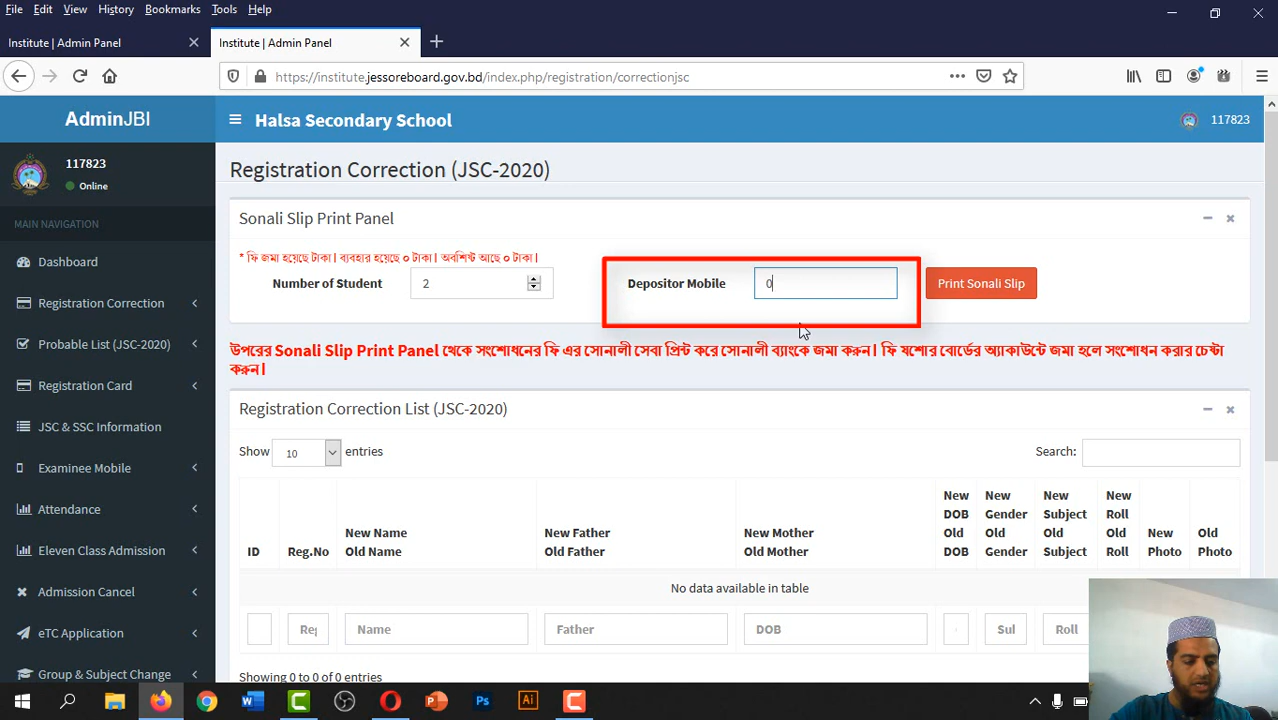 File Edit View History Bookmarks Tools Help
Institute | Admin Panel
Institute | Admin Panel
https://institute.jessoreboard.gov.bd/index.php/registration/correctionjsc
AdminJBI
Halsa Secondary School
117823
117823
Online
MAIN NAVIGATION
Dashboard
Registration Correction
Probable List (JSC-2020)
Registration Card
JSC & SSC Information
Examinee Mobile
Attendance
Eleven Class Admission
Admission Cancel
eTC Application
Group & Subject Change
Registration Correction (JSC-2020)
Sonali Slip Print Panel
* ফি জমা হয়েছে টাকা। ব্যবহার হয়েছে ০ টাকা। অবশিষ্ট আছে ০ টাকা।
Number of Student 2 Depositor Mobile 0 Print Sonali Slip
উপরের Sonali Slip Print Panel থেকে সংশোধনের ফি এর সোনালী সেবা প্রিন্ট করে সোনালী ব্যাংকে জমা করুন। ফি যশোর বোর্ডের অ্যাকাউন্টে জমা হলে সংশোধন করার চেষ্টা
করুন।
Registration Correction List (JSC-2020)
Show 10 entries Search:
ID
Reg.No
New Name
Old Name
New Father
Old Father
New Mother
Old Mother
New
DOB
Old
DOB
New
Gender
Old
Gender
New
Subject
Old
Subject
New
Roll
Old
Roll
New
Photo
Old
Photo
No data available in table
Name Father DOB Sul Roll
Showing 0 to 0 of 0 entries